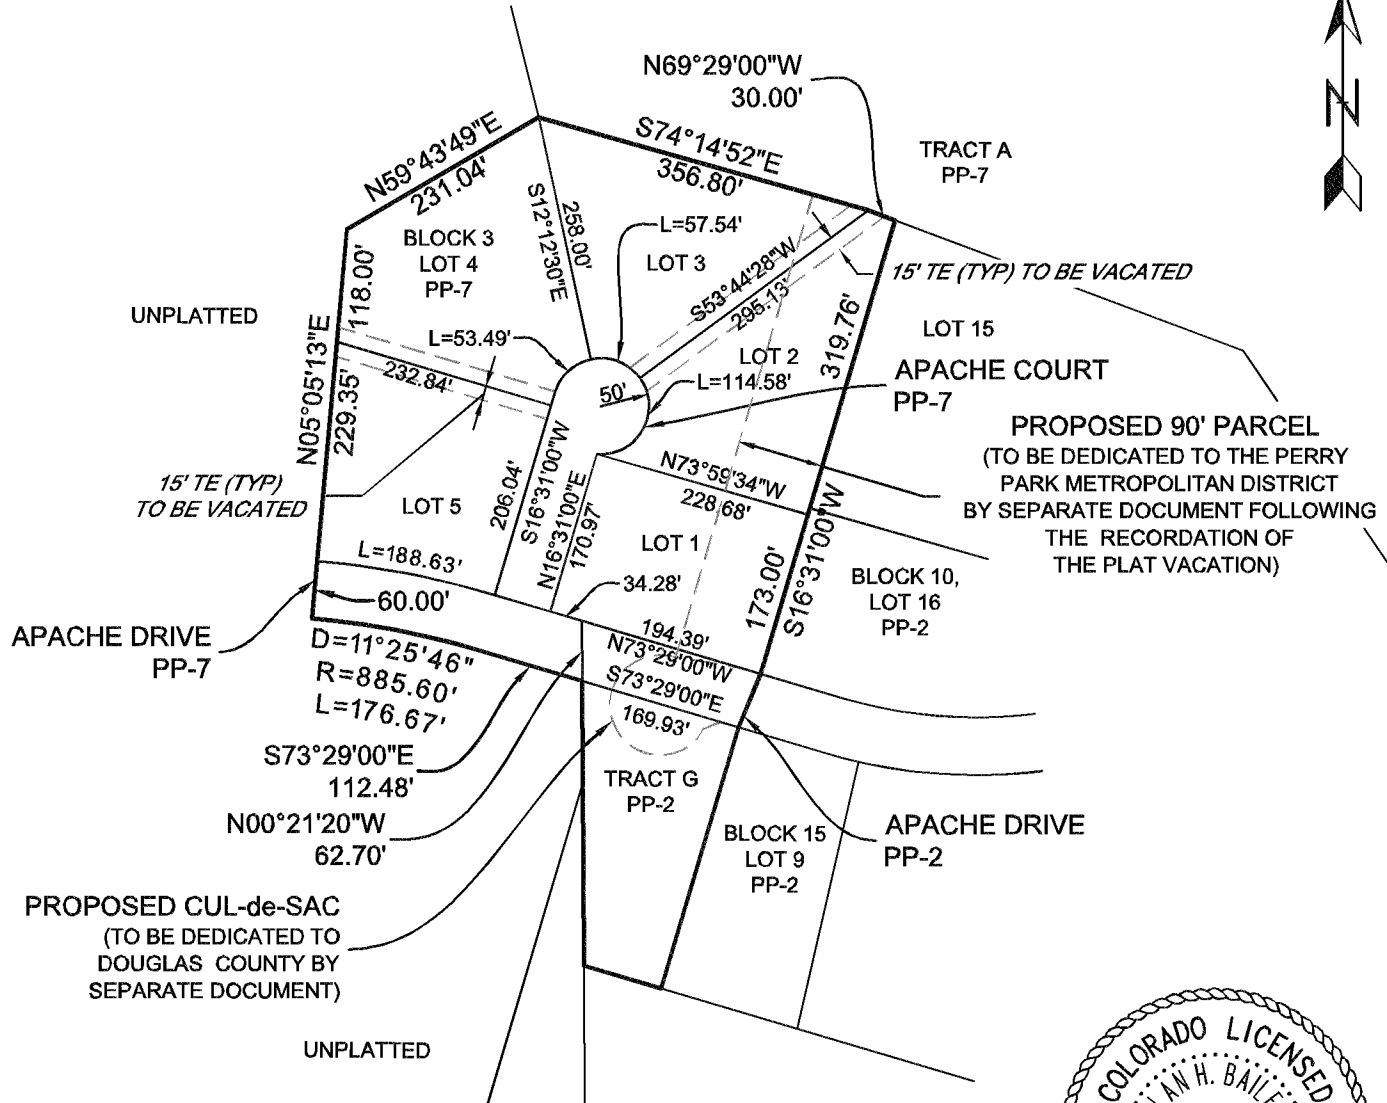 N69°29'00"W
30.00'
N
TRACT A
PP-7
N59°43'49"E
231.04'
S74°14'52"E
356.80'
S12°12'30"E
258.00'
L=57.54'
LOT 3
BLOCK 3
LOT 4
PP-7
S53°44'28"W
295.13'
15' TE (TYP) TO BE VACATED
UNPLATTED
118.00'
N05°05'13"E
229.35'
L=53.49'
232.84'
LOT 2
50'
L=114.58'
319.76'
LOT 15
APACHE COURT
PP-7
PROPOSED 90' PARCEL
(TO BE DEDICATED TO THE PERRY
PARK METROPOLITAN DISTRICT
BY SEPARATE DOCUMENT FOLLOWING
THE RECORDATION OF
THE PLAT VACATION)
15' TE (TYP)
TO BE VACATED
LOT 5
206.04'
S16°31'00"W
N16°31'00"E
170.97'
N73°59'34"W
228.68'
LOT 1
34.28'
173.00'
S16°31'00"W
BLOCK 10,
LOT 16
PP-2
L=188.63'
60.00'
APACHE DRIVE
PP-7
D=11°25'46"
R=885.60'
L=176.67'
194.39'
N73°29'00"W
S73°29'00"E
169.93'
S73°29'00"E
112.48'
N00°21'20"W
62.70'
TRACT G
PP-2
BLOCK 15
LOT 9
PP-2
APACHE DRIVE
PP-2
PROPOSED CUL-de-SAC
(TO BE DEDICATED TO
DOUGLAS COUNTY BY
SEPARATE DOCUMENT)
UNPLATTED
COLORADO LICENSED
AN H. BAILE